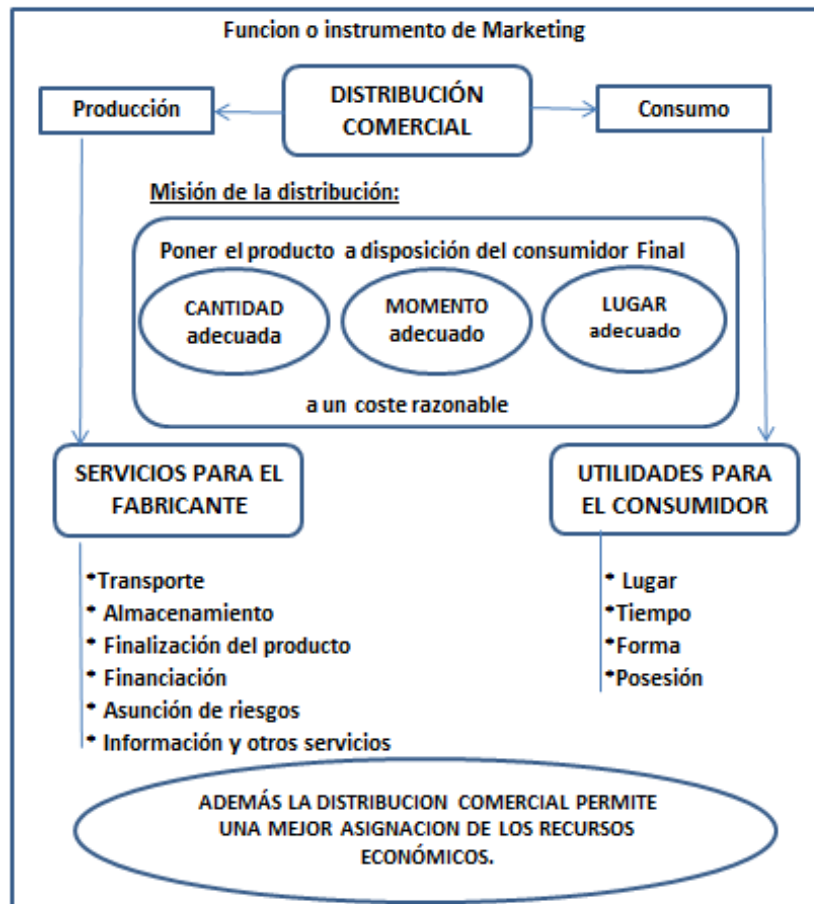 Funcion o instrumento de Marketing
Producción
DISTRIBUCIÓN
COMERCIAL
Consumo
Misión de la distribución:
Poner el producto a disposición del consumidor Final
CANTIDAD
adecuada
MOMENTO
adecuado
LUGAR
adecuado
a un coste razonable
SERVICIOS PARA EL
FABRICANTE
*Transporte
* Almacenamiento
* Finalización del producto
* Financiación
* Asunción de riesgos
* Información y otros servicios
UTILIDADES PARA
EL CONSUMIDOR
* Lugar
*Tiempo
* Forma
*Posesión
ADEMÁS LA DISTRIBUCION COMERCIAL PERMITE
UNA MEJOR ASIGNACION DE LOS RECURSOS
ECONÓMICOS.